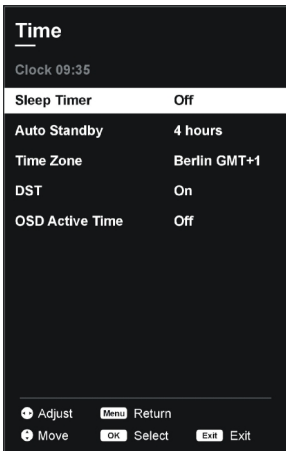 Time
Clock 09:35
Sleep Timer Off
Auto Standby 4 hours
Time Zone Berlin GMT+1
DST On
OSD Active Time Off
Adjust Menu Return
Move OK Select Exit Exit